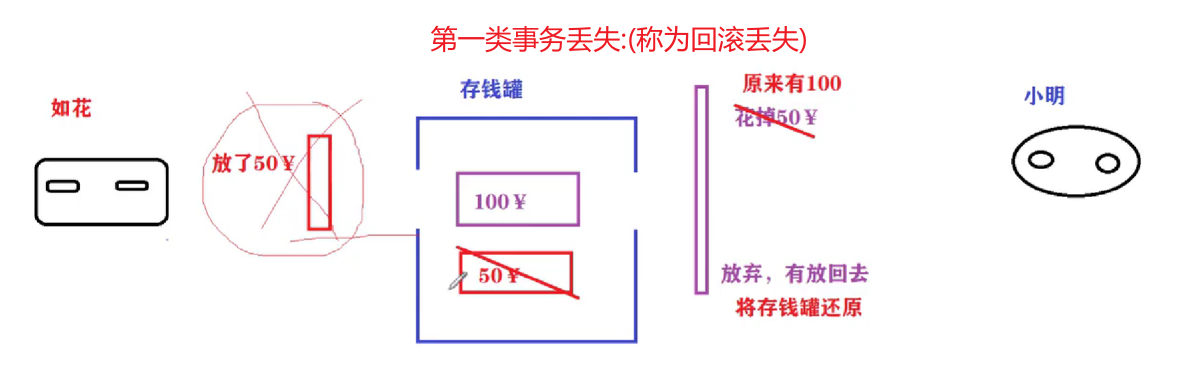 第一类事务丢失:(称为回滚丢失)
如花
放了50￥
存钱罐
100￥
50￥
原来有100
花掉50￥
放弃，有放回去
将存钱罐还原
小明